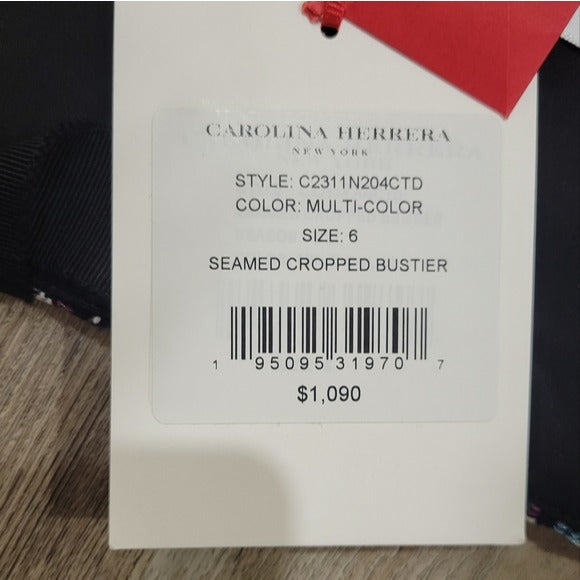 CAROLINA HERRERA
NEW YORK
STYLE: C2311N204CTD
COLOR: MULTI-COLOR
SIZE: 6
SEAMED CROPPED BUSTIER
1 95095 31970 7
$1,090